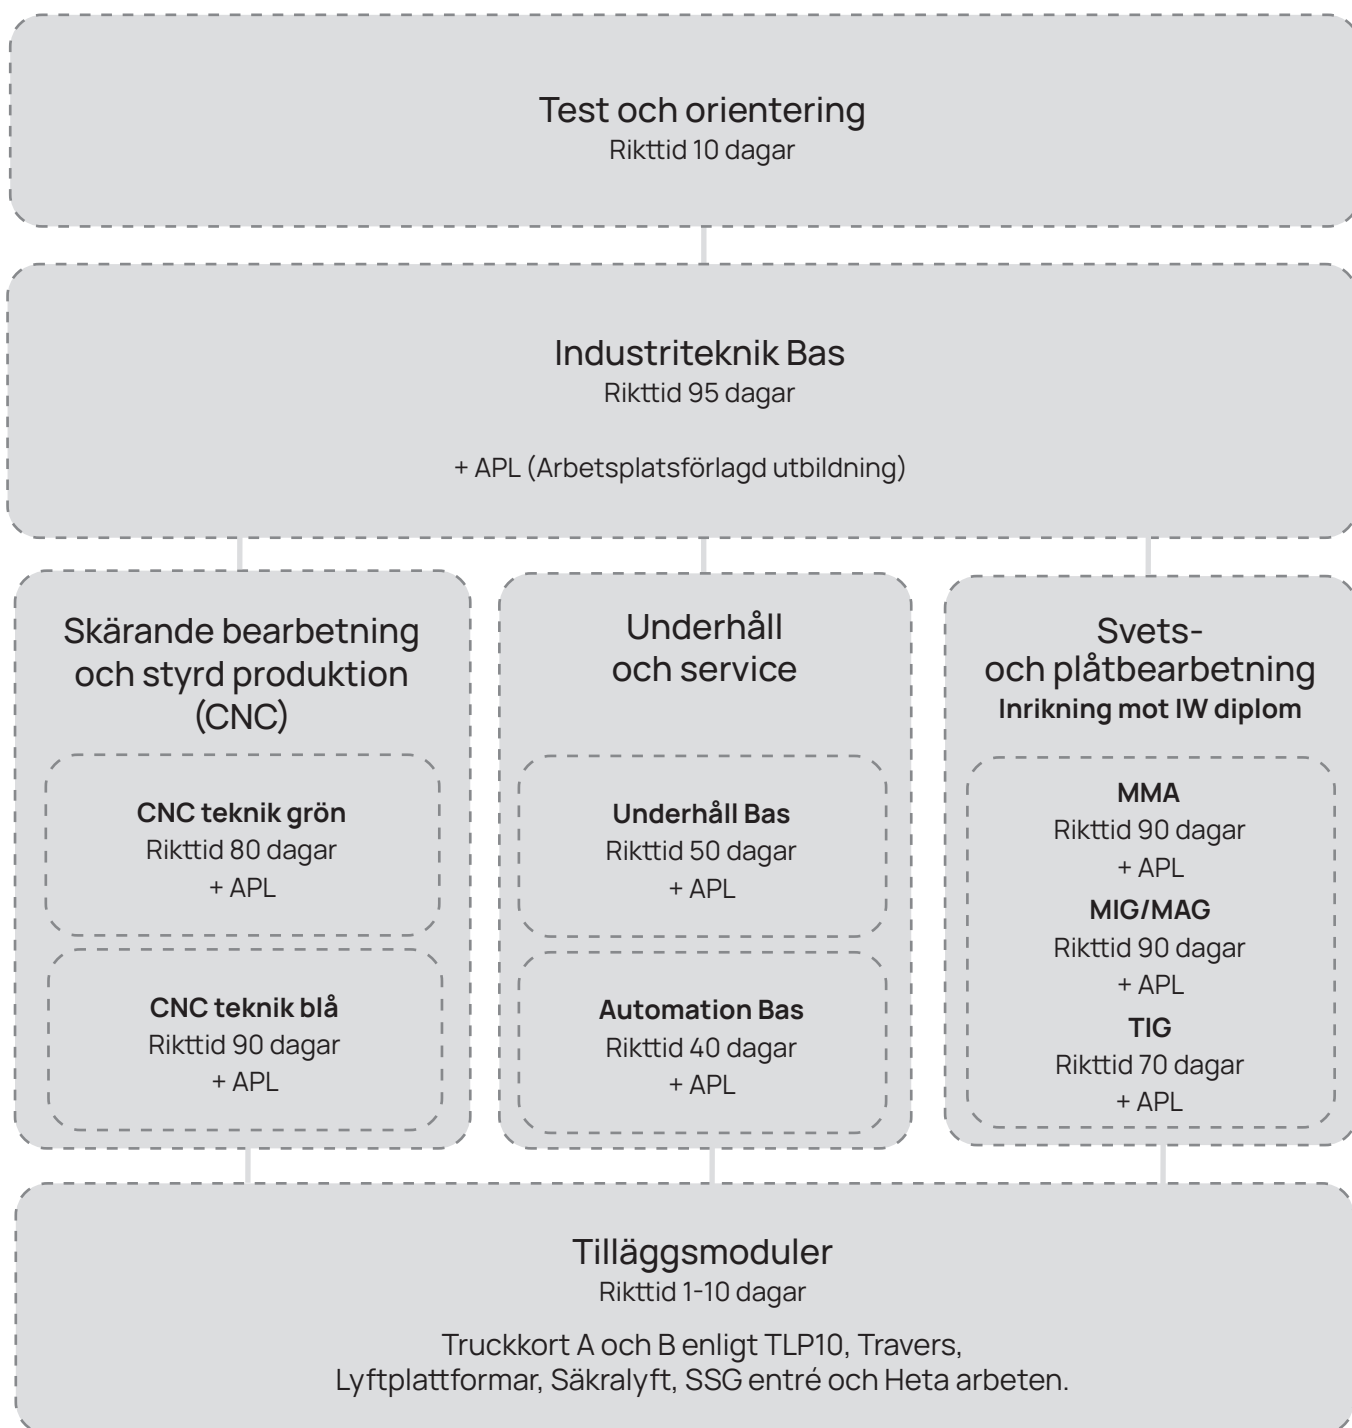 Test och orientering
Rikttid 10 dagar
Industriteknik Bas
Rikttid 95 dagar
+ APL (Arbetsplatsförlagd utbildning)
Skärande bearbetning
och styrd produktion
(CNC)
CNC teknik grön
Rikttid 80 dagar
+ APL
CNC teknik blå
Rikttid 90 dagar
+ APL
Underhåll
och service
Underhåll Bas
Rikttid 50 dagar
+ APL
Automation Bas
Rikttid 40 dagar
+ APL
Svets-
och plåtbearbetning
Inrikning mot IW diplom
MMA
Rikttid 90 dagar
+ APL
MIG/MAG
Rikttid 90 dagar
+ APL
TIG
Rikttid 70 dagar
+ APL
Tilläggsmoduler
Rikttid 1-10 dagar
Truckkort A och B enligt TLP10, Travers,
Lyftplattformar, Säkralyft, SSG entré och Heta arbeten.